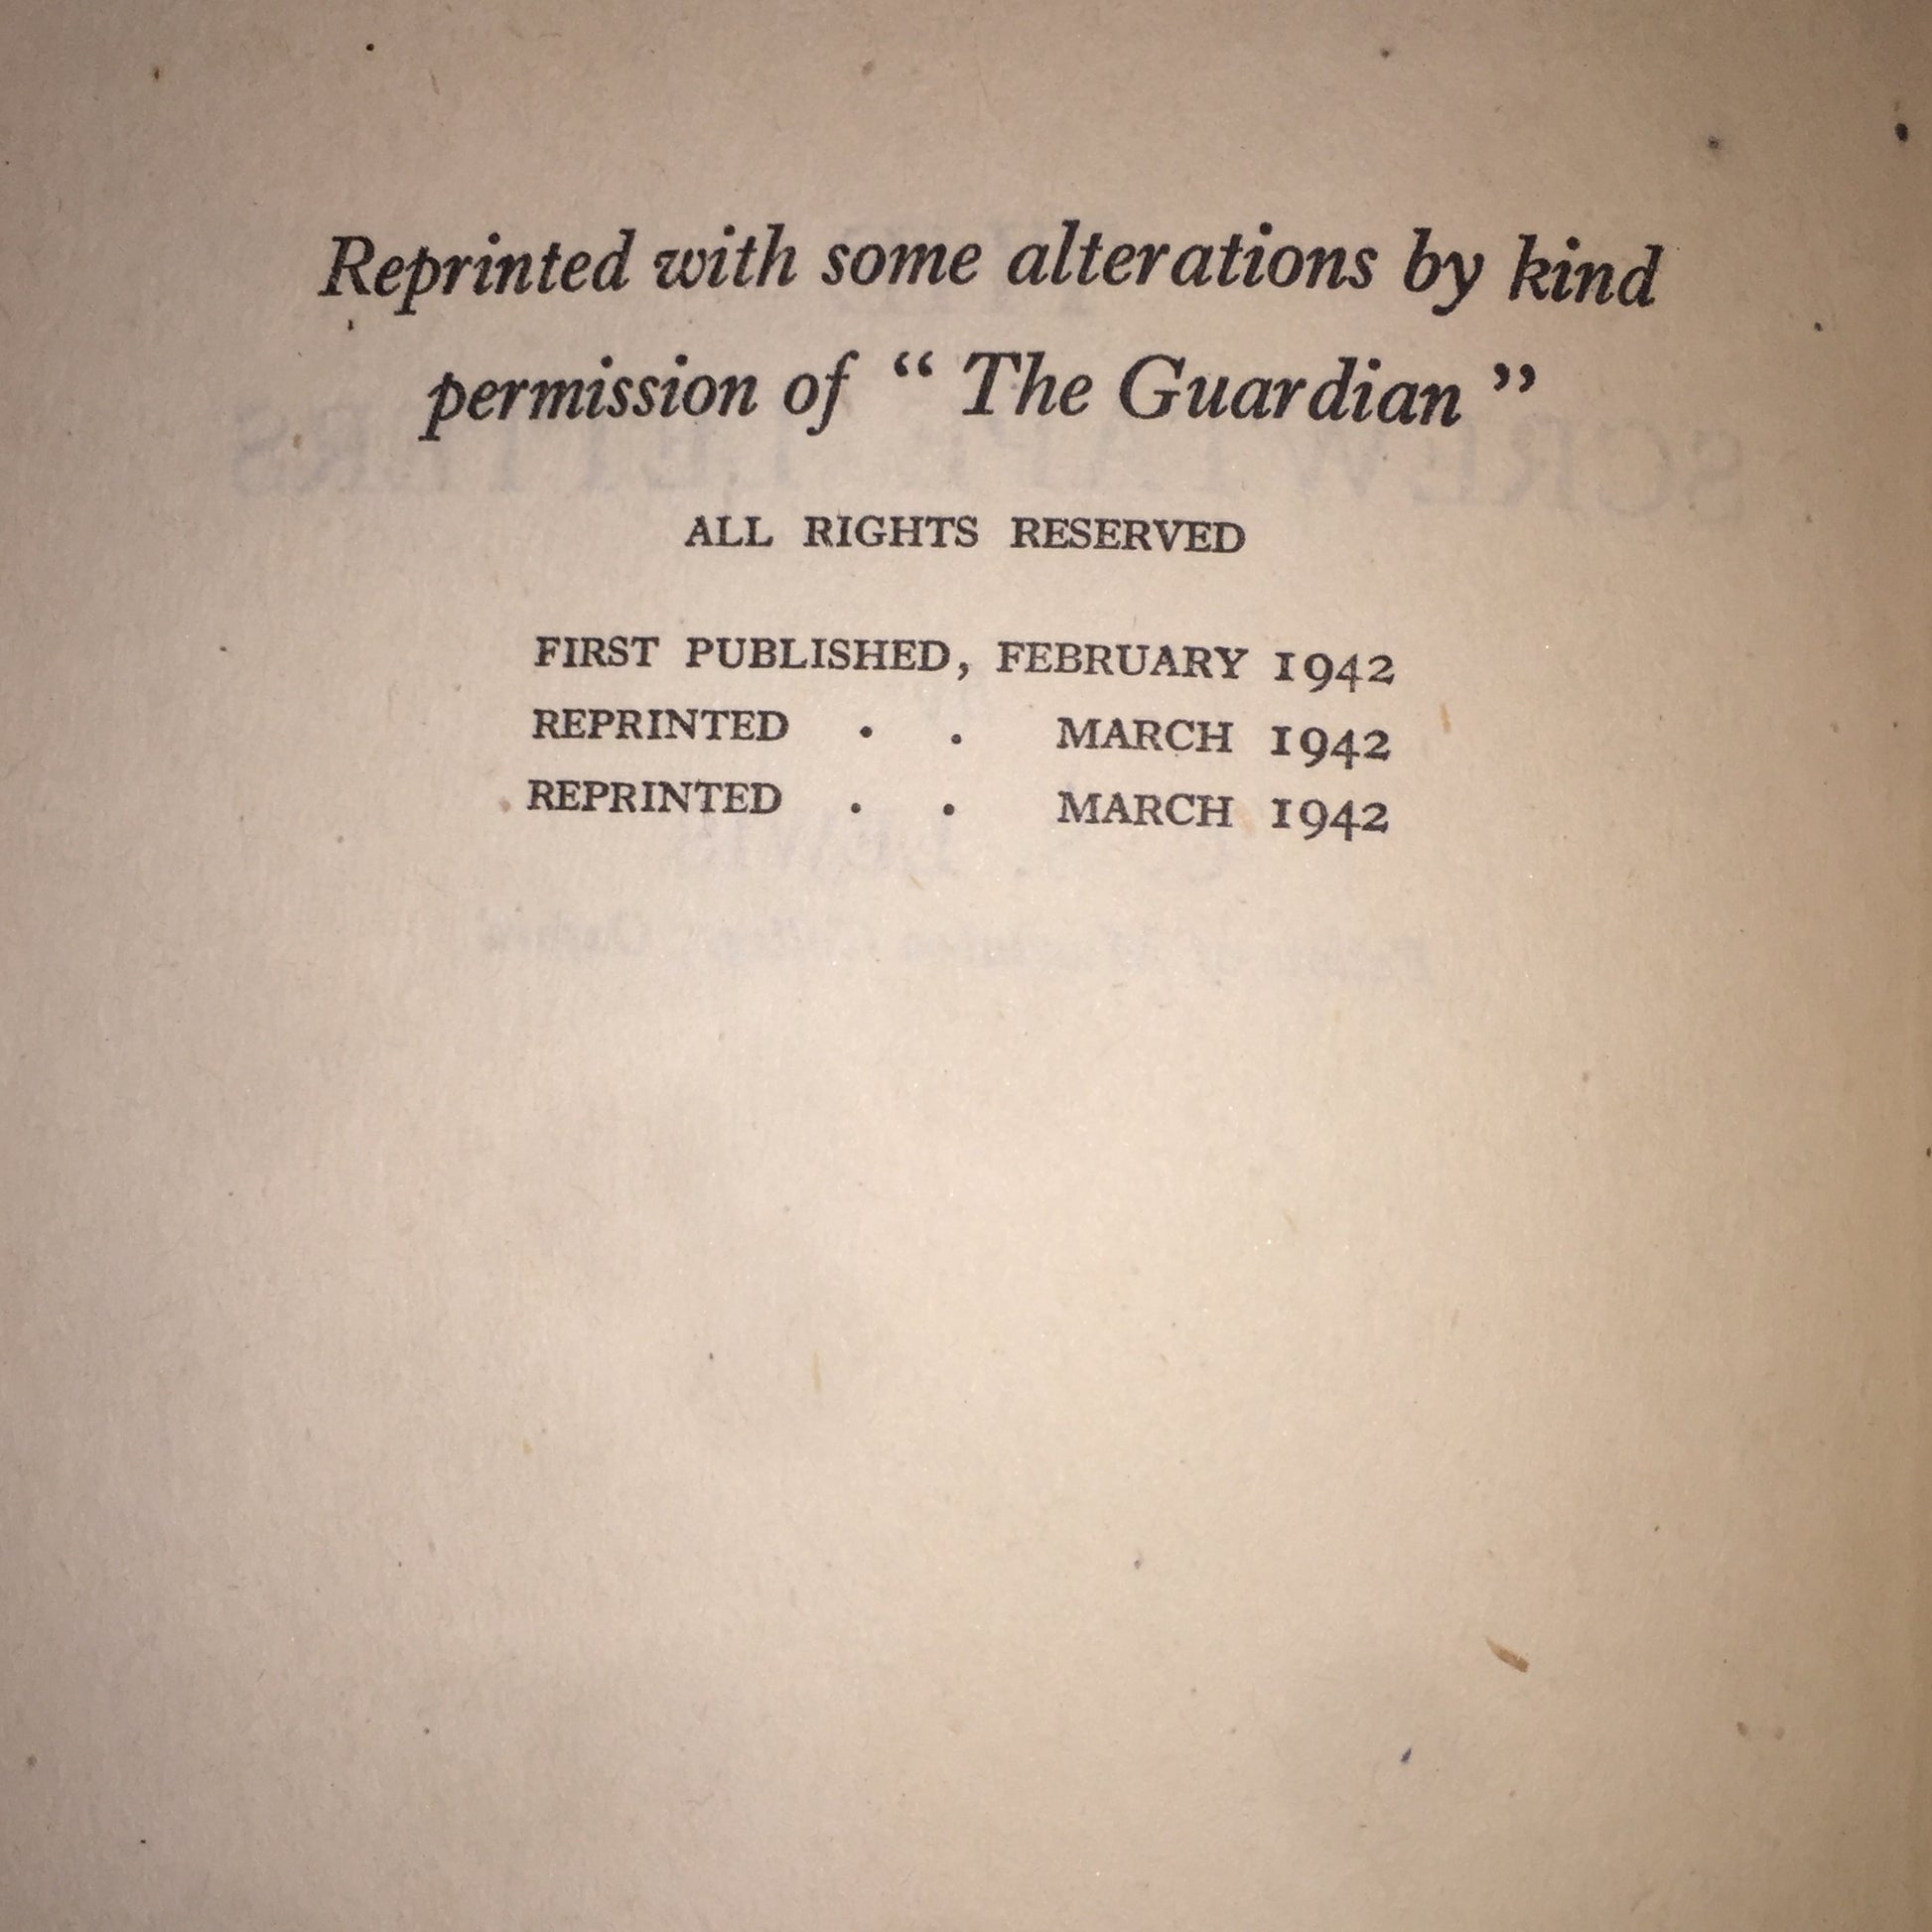 Reprinted with some alterations by kind
permission of “ The Guardian ”
ALL RIGHTS RESERVED
FIRST PUBLISHED, FEBRUARY 1942
REPRINTED . . MARCH 1942
REPRINTED . . MARCH 1942